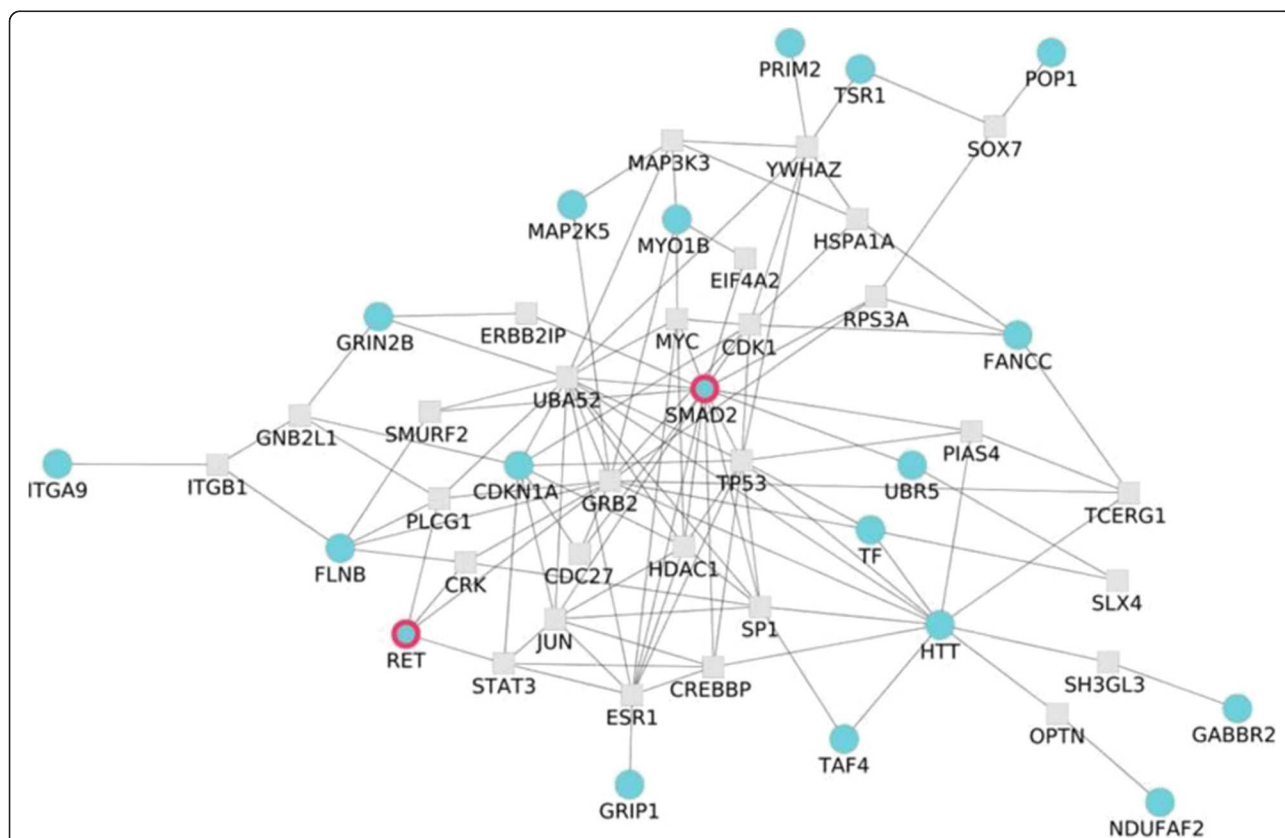 PRIM2
POP1
TSR1
SOX7
MAP3K3
YWHAZ
MAP2K5
MYO1B
HSPA1A
EIF4A2
RPS3A
GRIN2B
ERBB2IP
MYC
CDK1
FANCC
UBA52
SMAD2
GNB2L1
SMURF2
PIAS4
ITGA9
ITGB1
CDKN1A
GRB2
TP53
UBR5
TCERG1
PLCG1
FLNB
CRK
CDC27
HDAC1
TF
SLX4
RET
JUN
SP1
HTT
STAT3
ESR1
CREBBP
SH3GL3
OPTN
GABBR2
TAF4
GRIP1
NDUFAF2